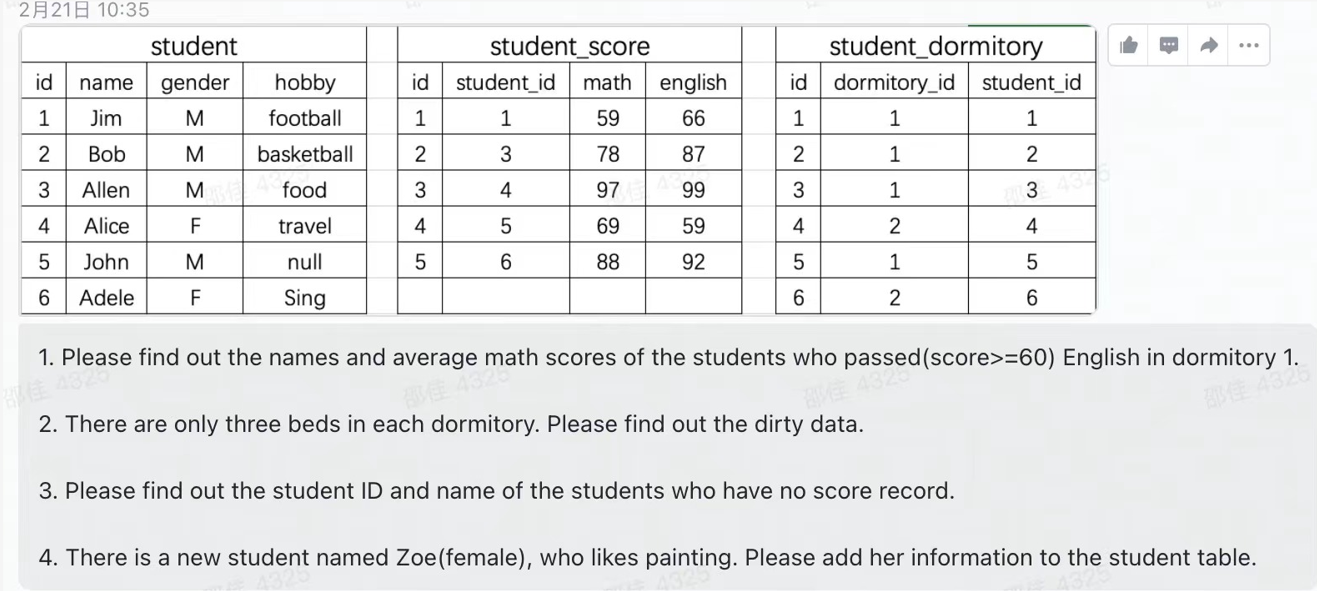 2月21日 10:35
student student_score student_dormitory
id name gender hobby id student_id math english id dormitory_id student_id
1 Jim M football 1 1 59 66 1 1 1
2 Bob M basketball 2 3 78 87 2 1 2
3 Allen M food 3 4 97 99 3 1 3
4 Alice F travel 4 5 69 59 4 2 4
5 John M null 5 6 88 92 5 1 5
6 Adele F Sing 6 2 6
1. Please find out the names and average math scores of the students who passed(score>=60) English in dormitory 1.
2. There are only three beds in each dormitory. Please find out the dirty data.
3. Please find out the student ID and name of the students who have no score record.
4. There is a new student named Zoe(female), who likes painting. Please add her information to the student table.
邵佳 4325